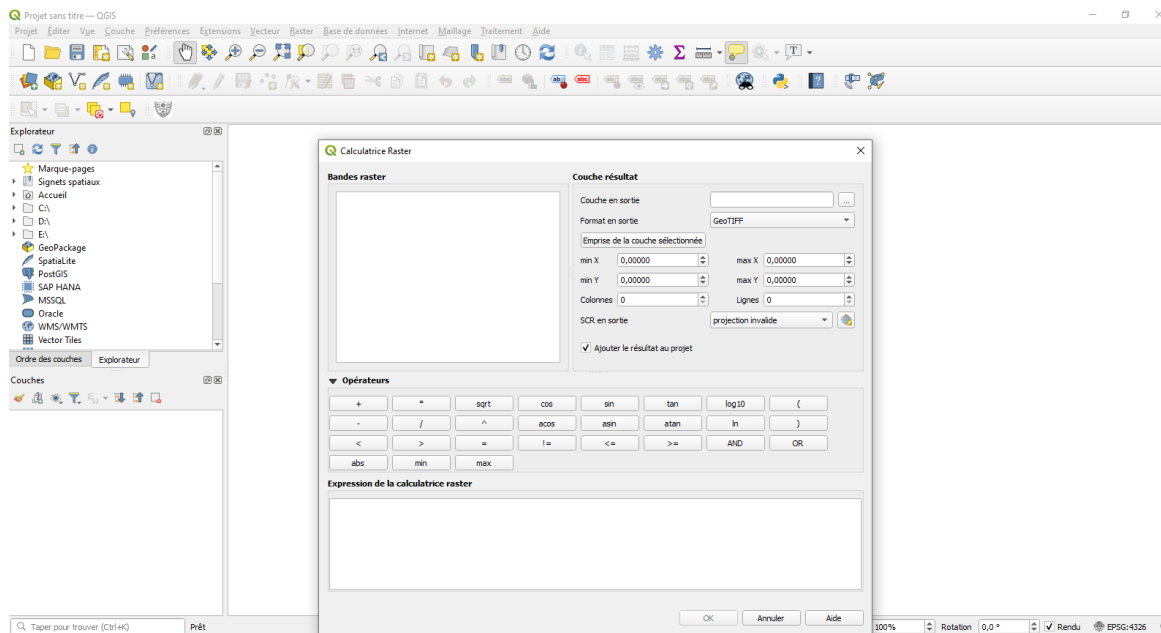 Projet sans titre — QGIS
Projet Éditer Vue Couche Préférences Extensions Vecteur Raster Base de données Internet Maillage Traitement Aide
Explorateur
Marque-pages
Signets spatiaux
Accueil
C:\
D:\
E:\
GeoPackage
SpatiaLite
PostGIS
SAP HANA
MSSQL
Oracle
WMS/WMTS
Vector Tiles
Ordre des couches Explorateur
Couches
Calculatrice Raster
Bandes raster
Couche résultat
Couche en sortie ...
Format en sortie GeoTIFF
Emprise de la couche sélectionnée
min X 0,00000 max X 0,00000
min Y 0,00000 max Y 0,00000
Colonnes 0 Lignes 0
SCR en sortie projection invalide
Ajouter le résultat au projet
Opérateurs
+ * sqrt cos sin tan log10 (
- / ^ acos asin atan ln )
< > = != <= >= AND OR
abs min max
Expression de la calculatrice raster
OK Annuler Aide
Taper pour trouver (Ctrl+K) Prêt 100% Rotation 0,0 ° Rendu EPSG:4326